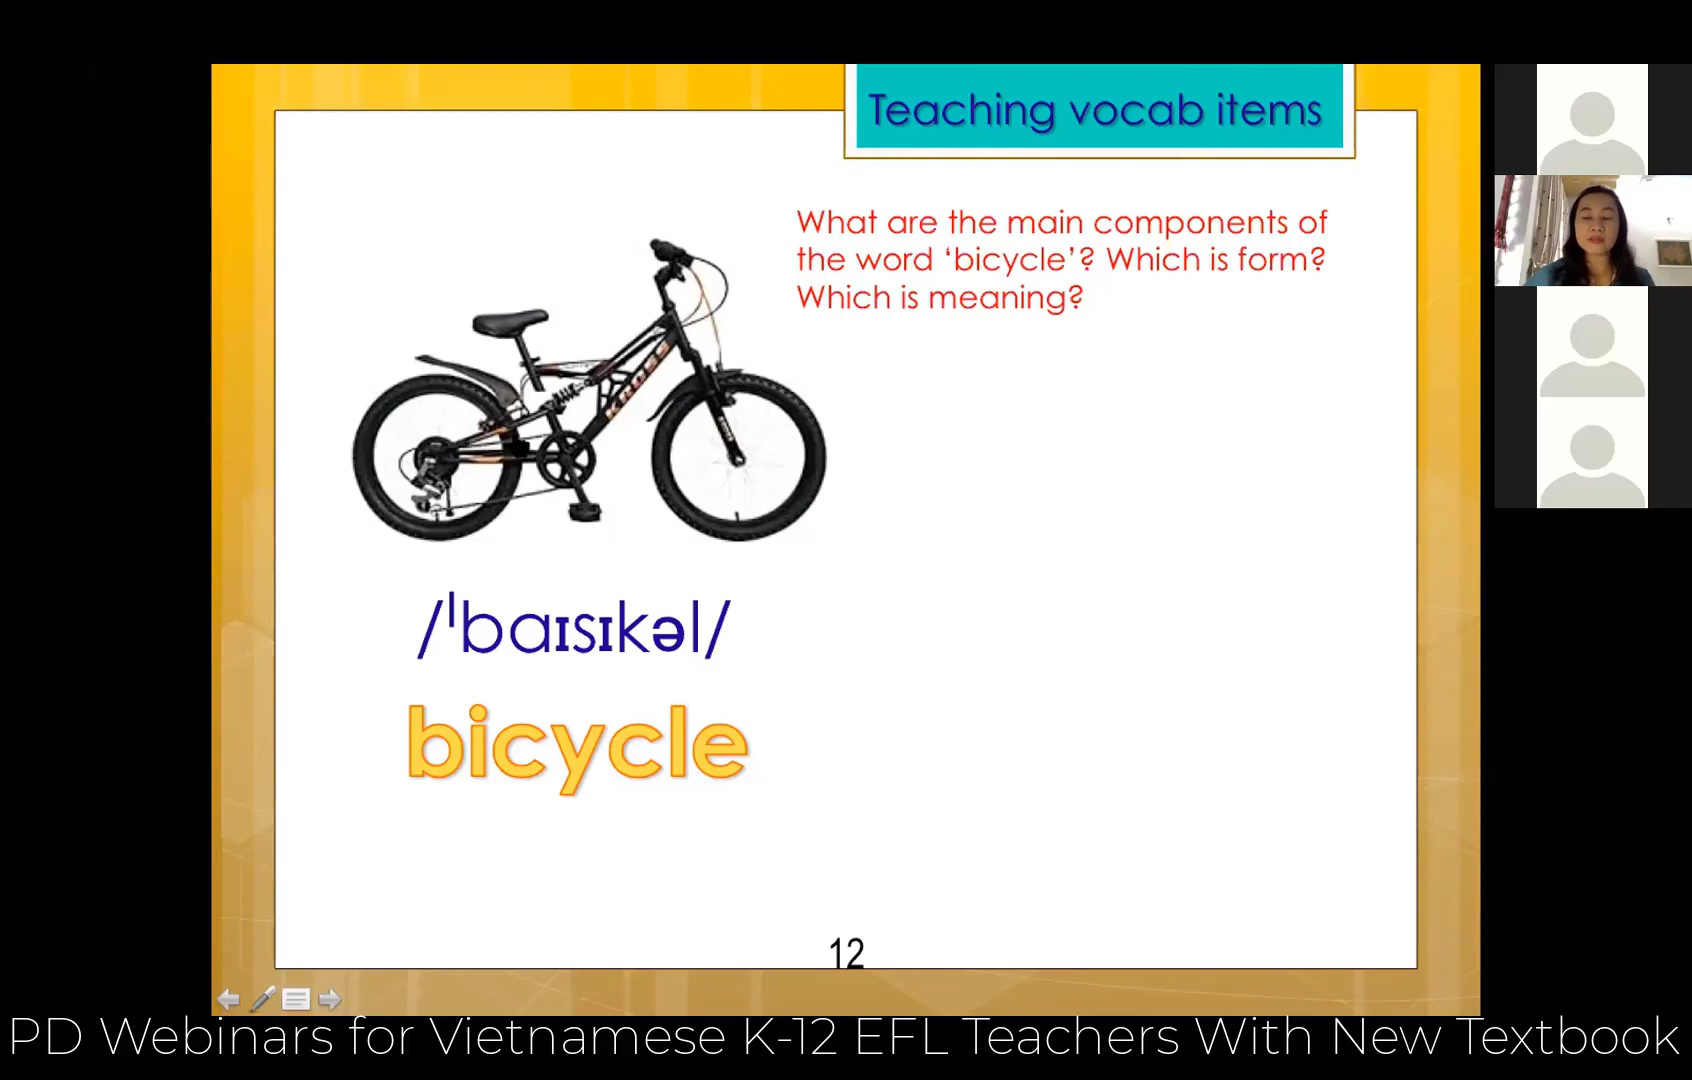 Teaching vocab items
What are the main components of
the word ‘bicycle’? Which is form?
Which is meaning?
KROSS
/ˈbaɪsɪkəl/
bicycle
12
PD Webinars for Vietnamese K-12 EFL Teachers With New Textbook